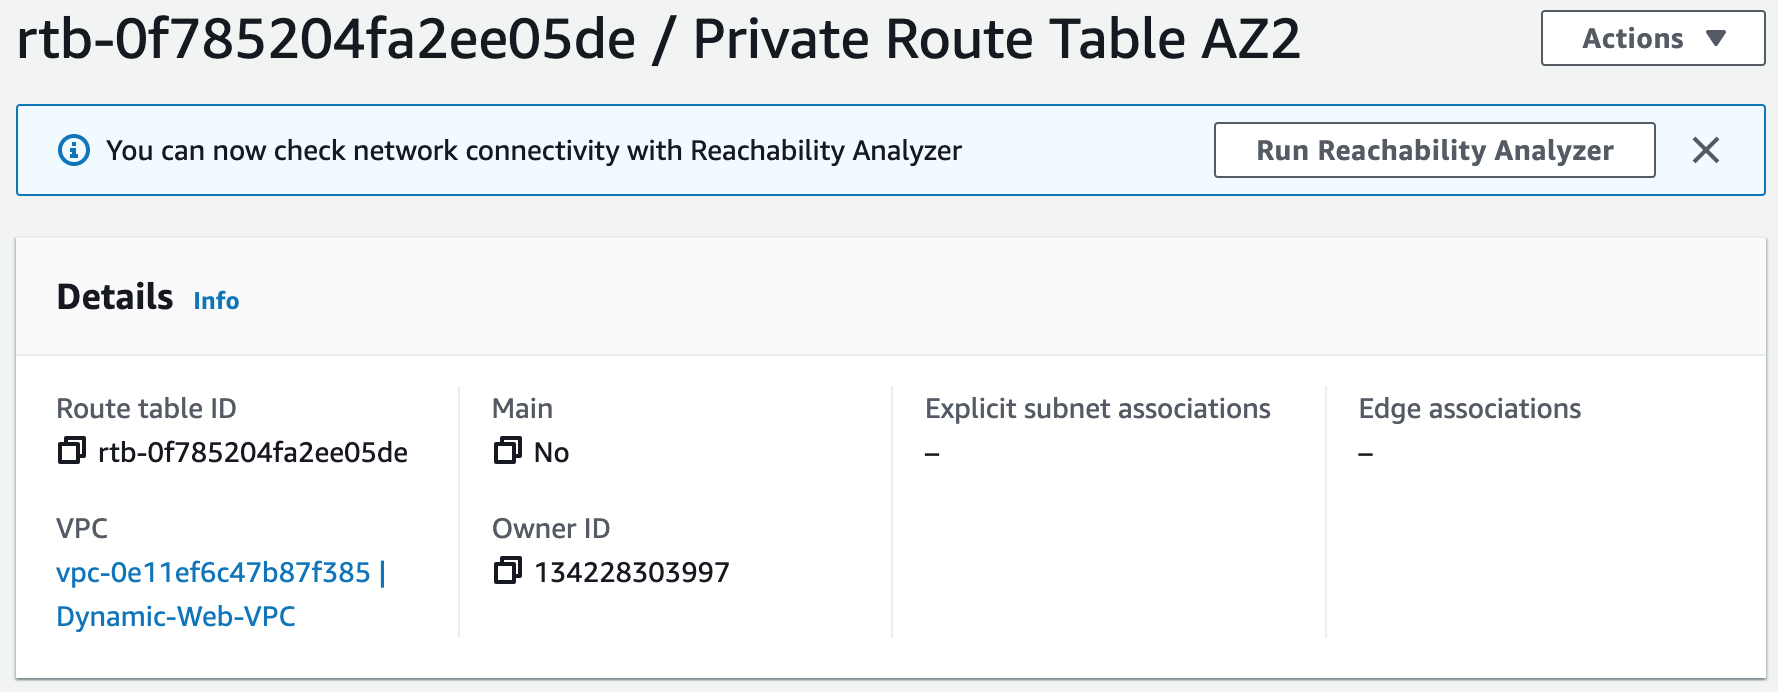 rtb-0f785204fa2ee05de / Private Route Table AZ2
Actions
You can now check network connectivity with Reachability Analyzer
Run Reachability Analyzer
Details Info
Route table ID
rtb-0f785204fa2ee05de
Main
No
Explicit subnet associations
–
Edge associations
–
VPC
vpc-0e11ef6c47b87f385 |
Dynamic-Web-VPC
Owner ID
134228303997